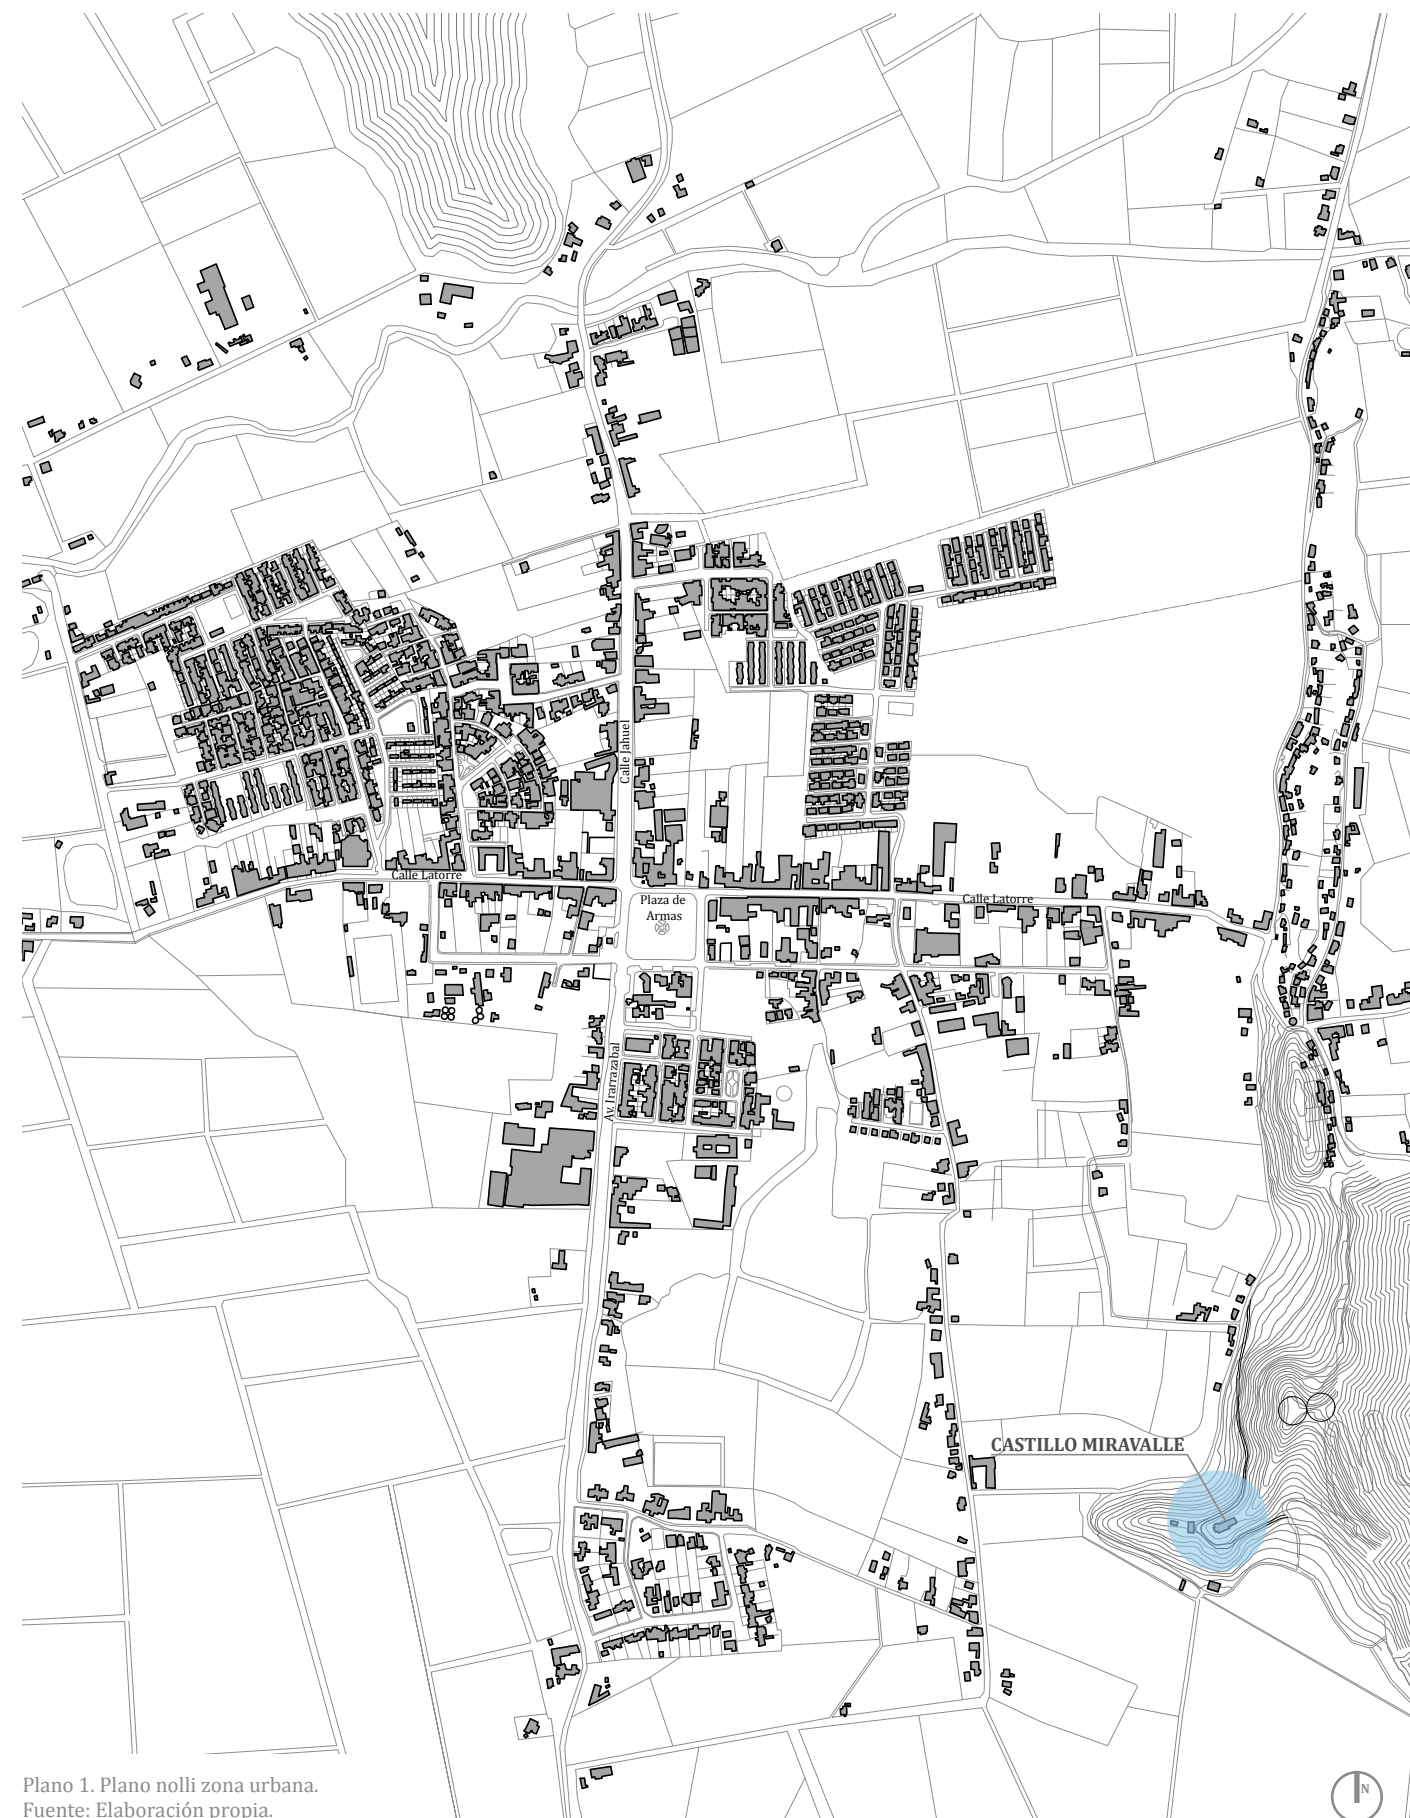 Calle Jahuel
Calle Latorre
Plaza de
Armas
Calle Latorre
Av. Irarrazabal
CASTILLO MIRAVALLE
Plano 1. Plano nolli zona urbana.
Fuente: Elaboración propia.
N